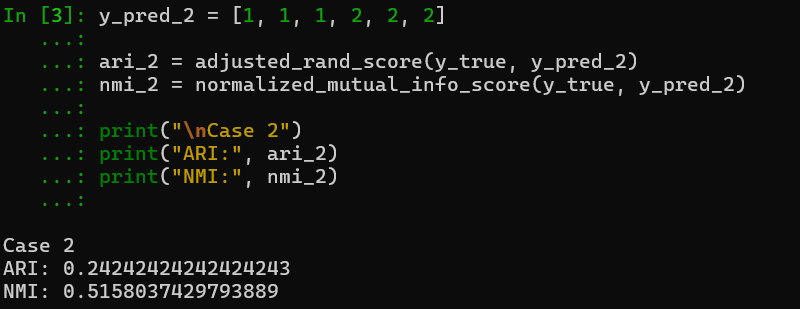 In [3]: y_pred_2 = [1, 1, 1, 2, 2, 2]
   ...:
   ...: ari_2 = adjusted_rand_score(y_true, y_pred_2)
   ...: nmi_2 = normalized_mutual_info_score(y_true, y_pred_2)
   ...:
   ...: print("\nCase 2")
   ...: print("ARI:", ari_2)
   ...: print("NMI:", nmi_2)
   ...:
Case 2
ARI: 0.24242424242424243
NMI: 0.5158037429793889